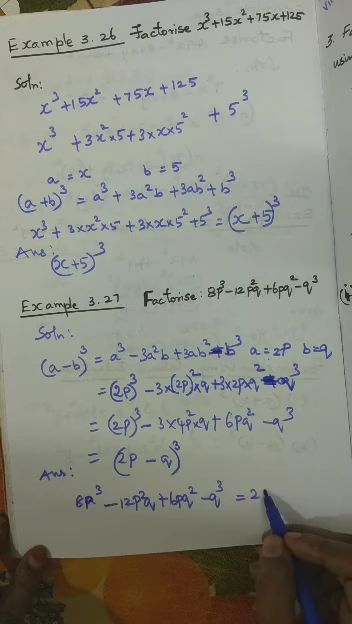 Example 3.26 Factorise x³+15x²+75x+125
Soln:
x³+15x²+75x+125
x³+3x²×5+3×x×5²+5³
a=x b=5
(a+b)³=a³+3a²b+3ab²+b³
x³+3×x²×5+3×x×5²+5³=(x+5)³
Ans:
(x+5)³
Example 3.27 Factorise: 8p³-12p²q+6pq²-q³
Soln:
(a-b)³=a³-3a²b+3ab²-b³ a=2p b=q
=(2p)³-3×(2p)²×q+3×2p×q²-q³
=(2p)³-3×4p²×q+6pq²-q³
=(2p-q)³
Ans:
8p³-12p²q+6pq²-q³=2
3. Fa
usin